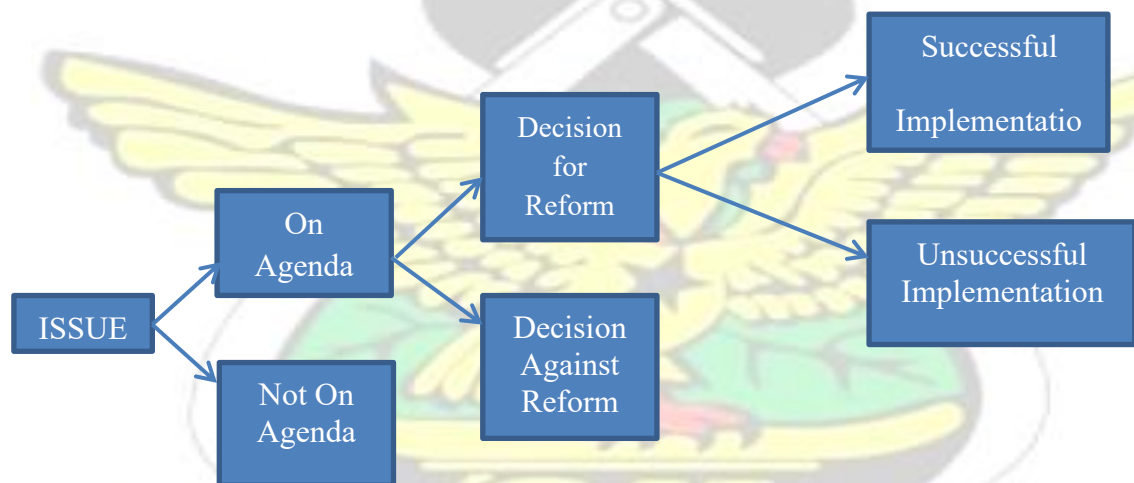 ISSUE
On
Agenda
Not On
Agenda
Decision
for
Reform
Decision
Against
Reform
Successful
Implementatio
Unsuccessful
Implementation